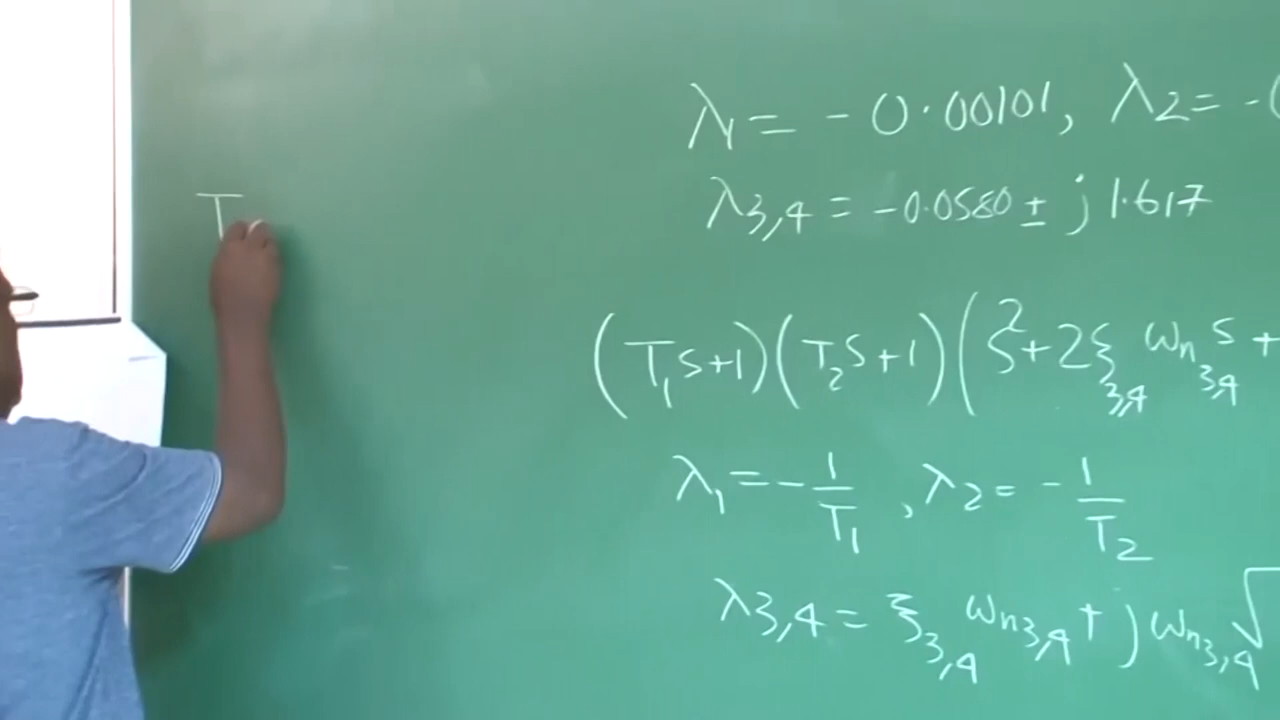 λ1 = - 0.00101, λ2 = -
λ3,4 = -0.0580 ± j 1.617
T
(T1s+1)(T2s+1)(s²+2ξ3,4 ωn3,4 s +
λ1 = - 1/T1, λ2 = - 1/T2
λ3,4 = ξ3,4 ωn3,4 + j ωn3,4 √